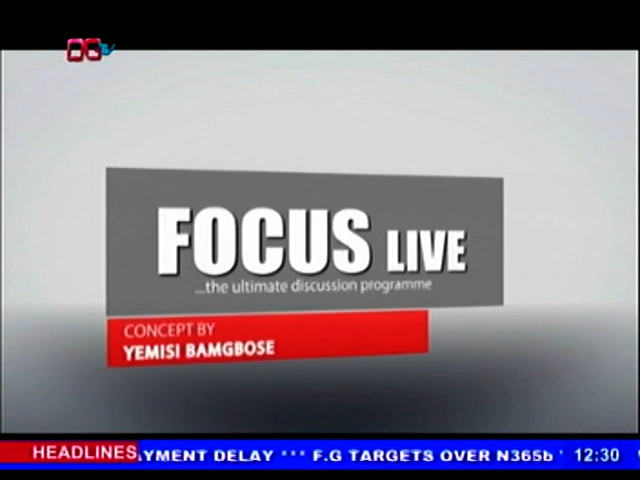 FOCUS LIVE
...the ultimate discussion programme
CONCEPT BY
YEMISI BAMGBOSE
HEADLINES YMENT DELAY *** F.G TARGETS OVER N365b 12:30